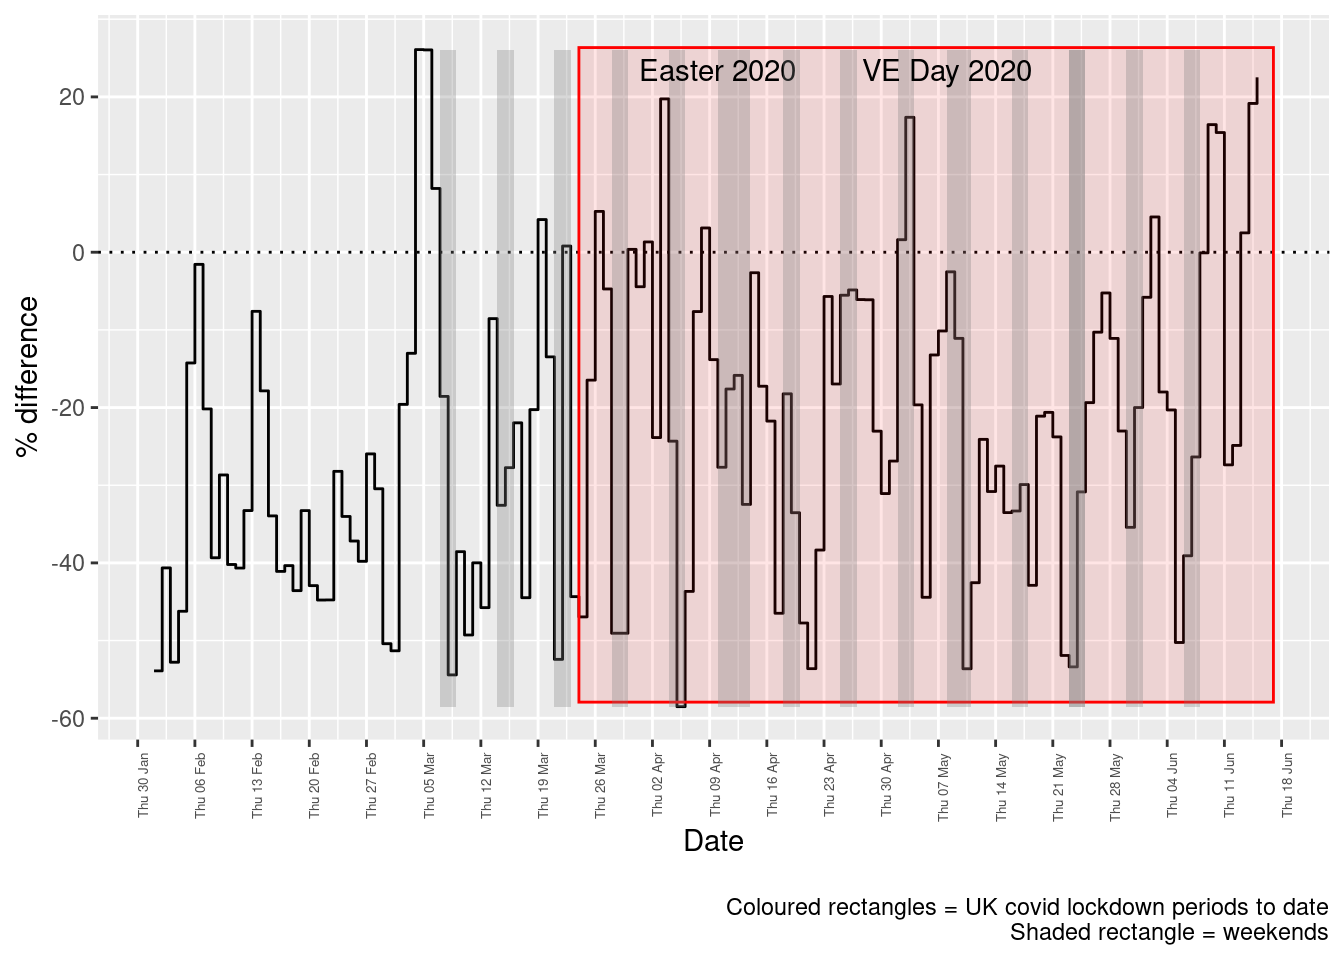 Easter 2020 VE Day 2020
20
0
-20
-40
-60
% difference
Thu 30 Jan
Thu 06 Feb
Thu 13 Feb
Thu 20 Feb
Thu 27 Feb
Thu 05 Mar
Thu 12 Mar
Thu 19 Mar
Thu 26 Mar
Thu 02 Apr
Thu 09 Apr
Thu 16 Apr
Thu 23 Apr
Thu 30 Apr
Thu 07 May
Thu 14 May
Thu 21 May
Thu 28 May
Thu 04 Jun
Thu 11 Jun
Thu 18 Jun
Date
Coloured rectangles = UK covid lockdown periods to date
Shaded rectangle = weekends